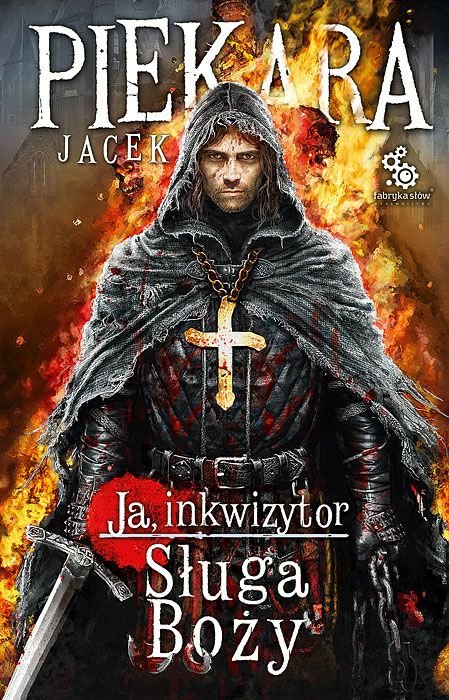 PIEKARA
JACEK
fabryka słów
Ja, inkwizytor
Sługa
Boży